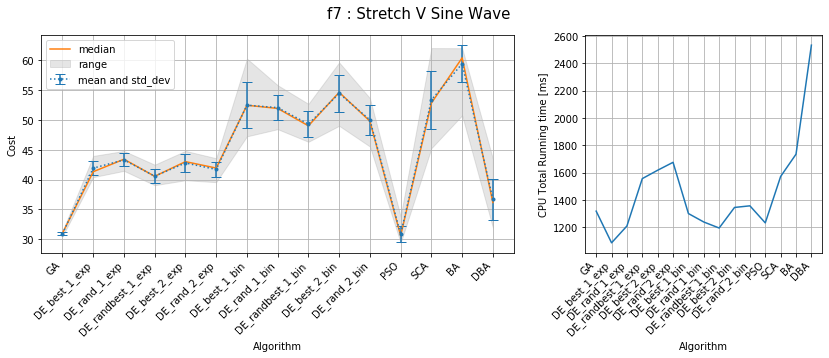 f7 : Stretch V Sine Wave
median
range
mean and std_dev
Cost
60
55
50
45
40
35
30
GA
DE_best_1_exp
DE_rand_1_exp
DE_randbest_1_exp
DE_best_2_exp
DE_rand_2_exp
DE_best_1_bin
DE_rand_1_bin
DE_randbest_1_bin
DE_best_2_bin
DE_rand_2_bin
PSO
SCA
BA
DBA
Algorithm
CPU Total Running time [ms]
2600
2400
2200
2000
1800
1600
1400
1200
GA
DE_best_1_exp
DE_rand_1_exp
DE_randbest_1_exp
DE_best_2_exp
DE_rand_2_exp
DE_best_1_bin
DE_rand_1_bin
DE_randbest_1_bin
DE_best_2_bin
DE_rand_2_bin
PSO
SCA
BA
DBA
Algorithm